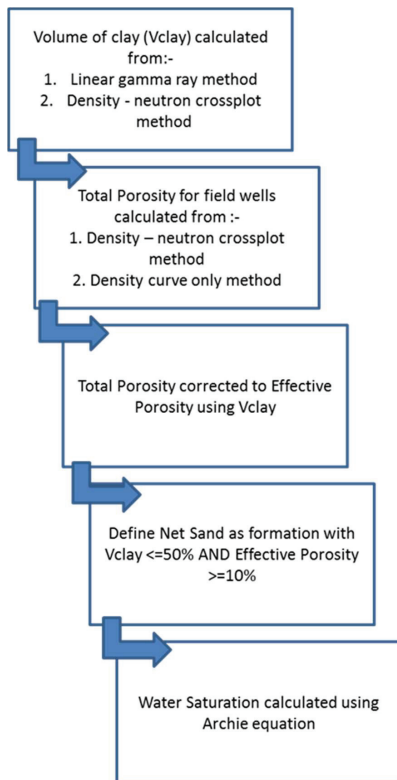 Volume of clay (Vclay) calculated
from:-
1. Linear gamma ray method
2. Density - neutron crossplot
method
Total Porosity for field wells
calculated from :-
1. Density – neutron crossplot
method
2. Density curve only method
Total Porosity corrected to Effective
Porosity using Vclay
Define Net Sand as formation with
Vclay <=50% AND Effective Porosity
>=10%
Water Saturation calculated using
Archie equation